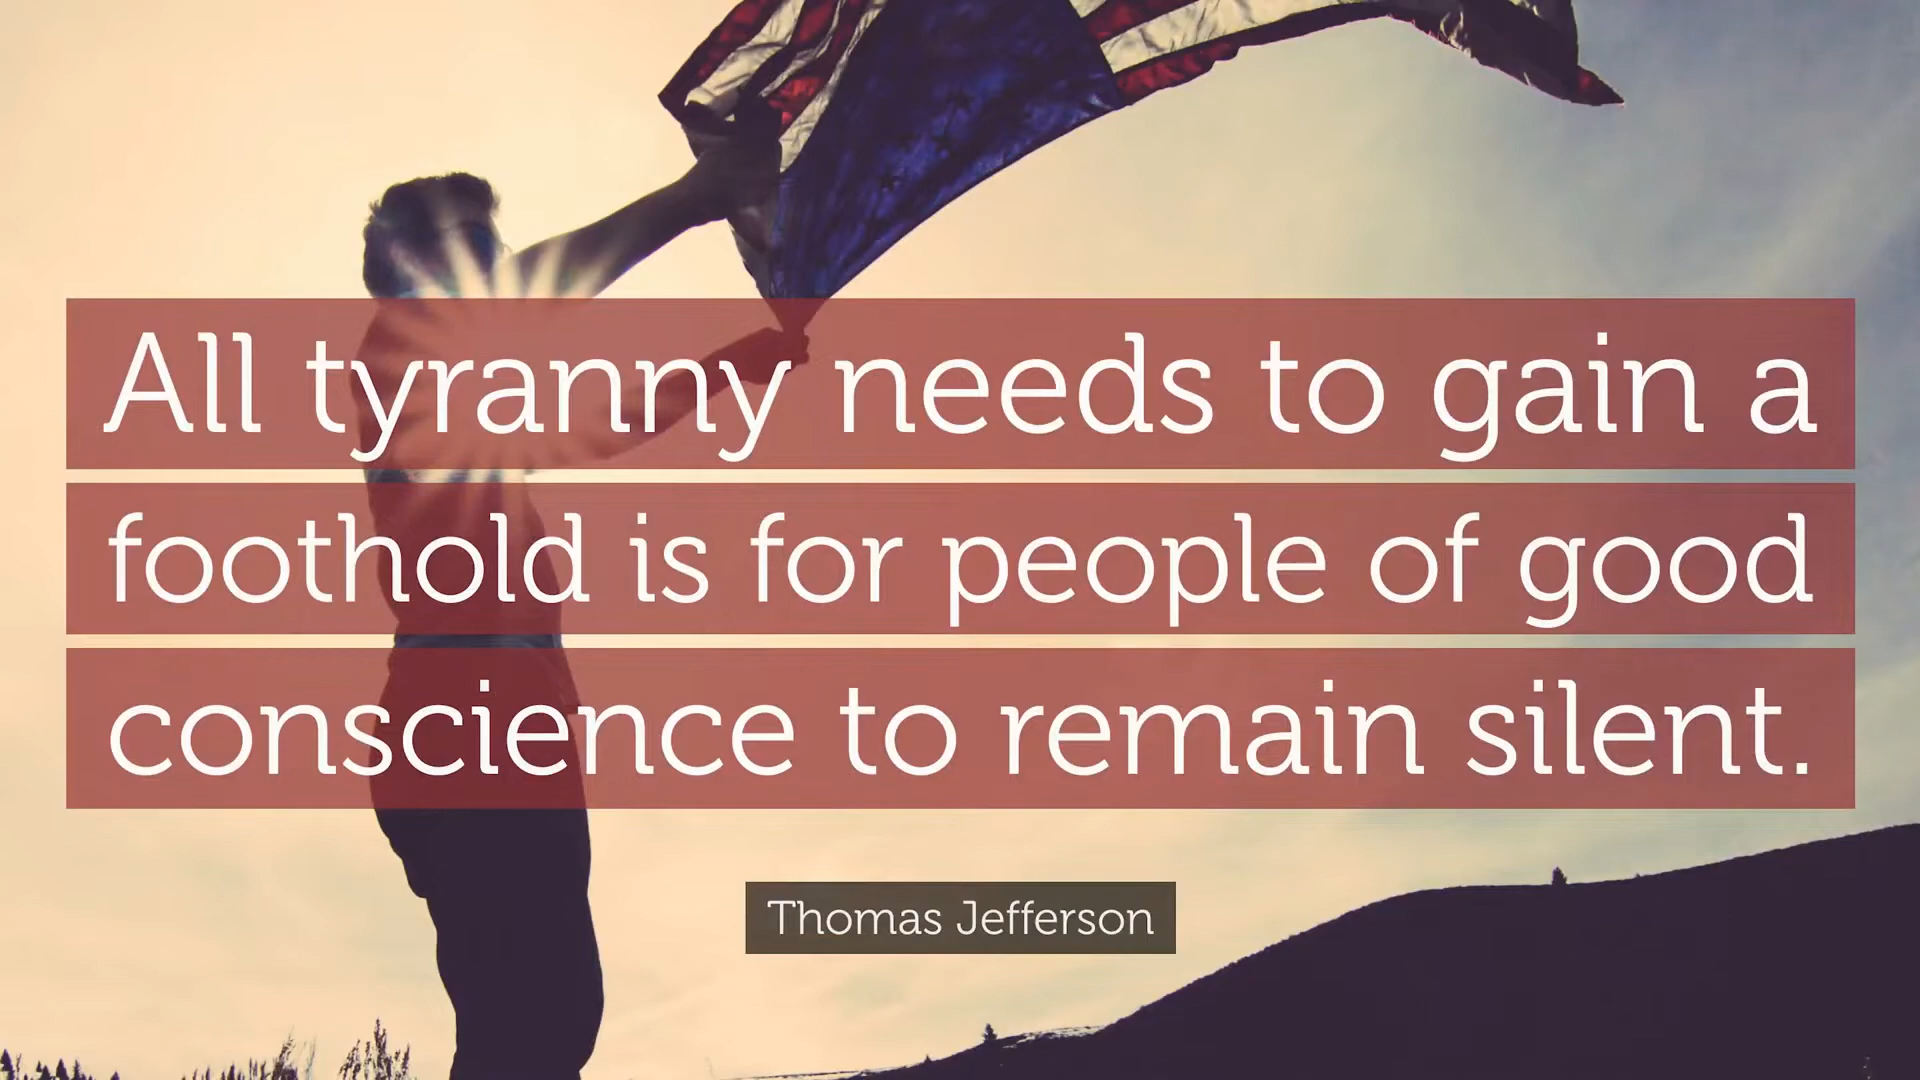 All tyranny needs to gain a
foothold is for people of good
conscience to remain silent.
Thomas Jefferson